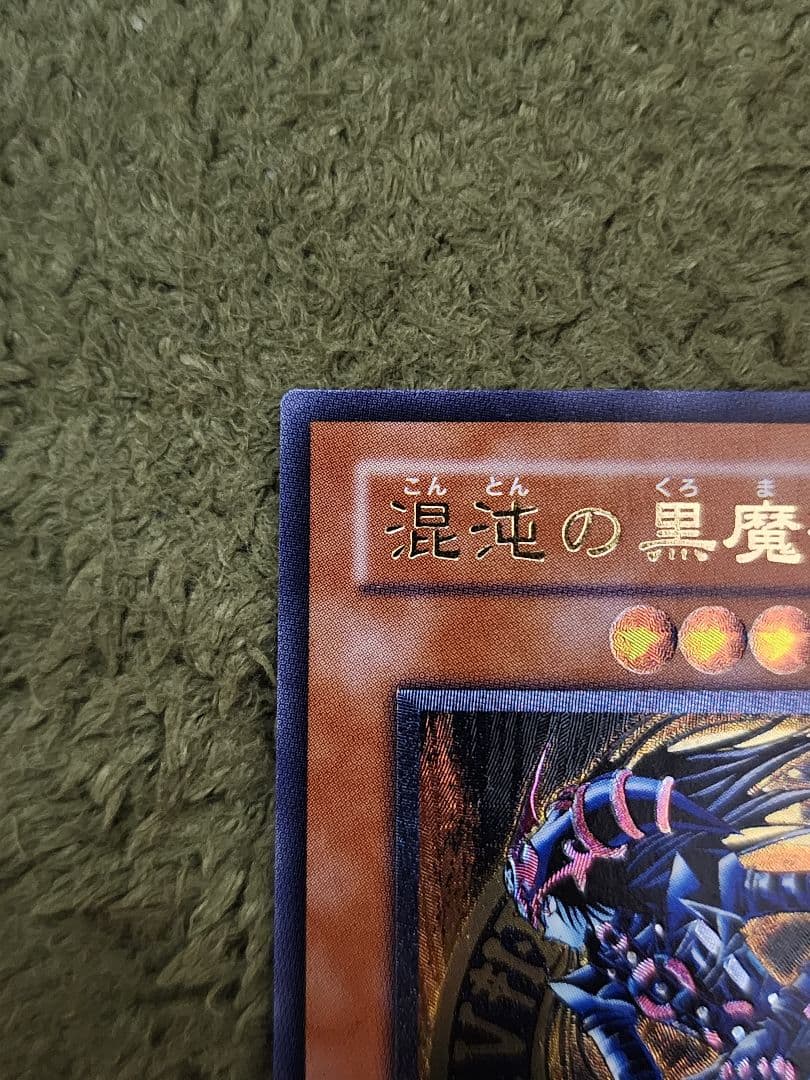 こん とん くろ ま
混沌の黒魔